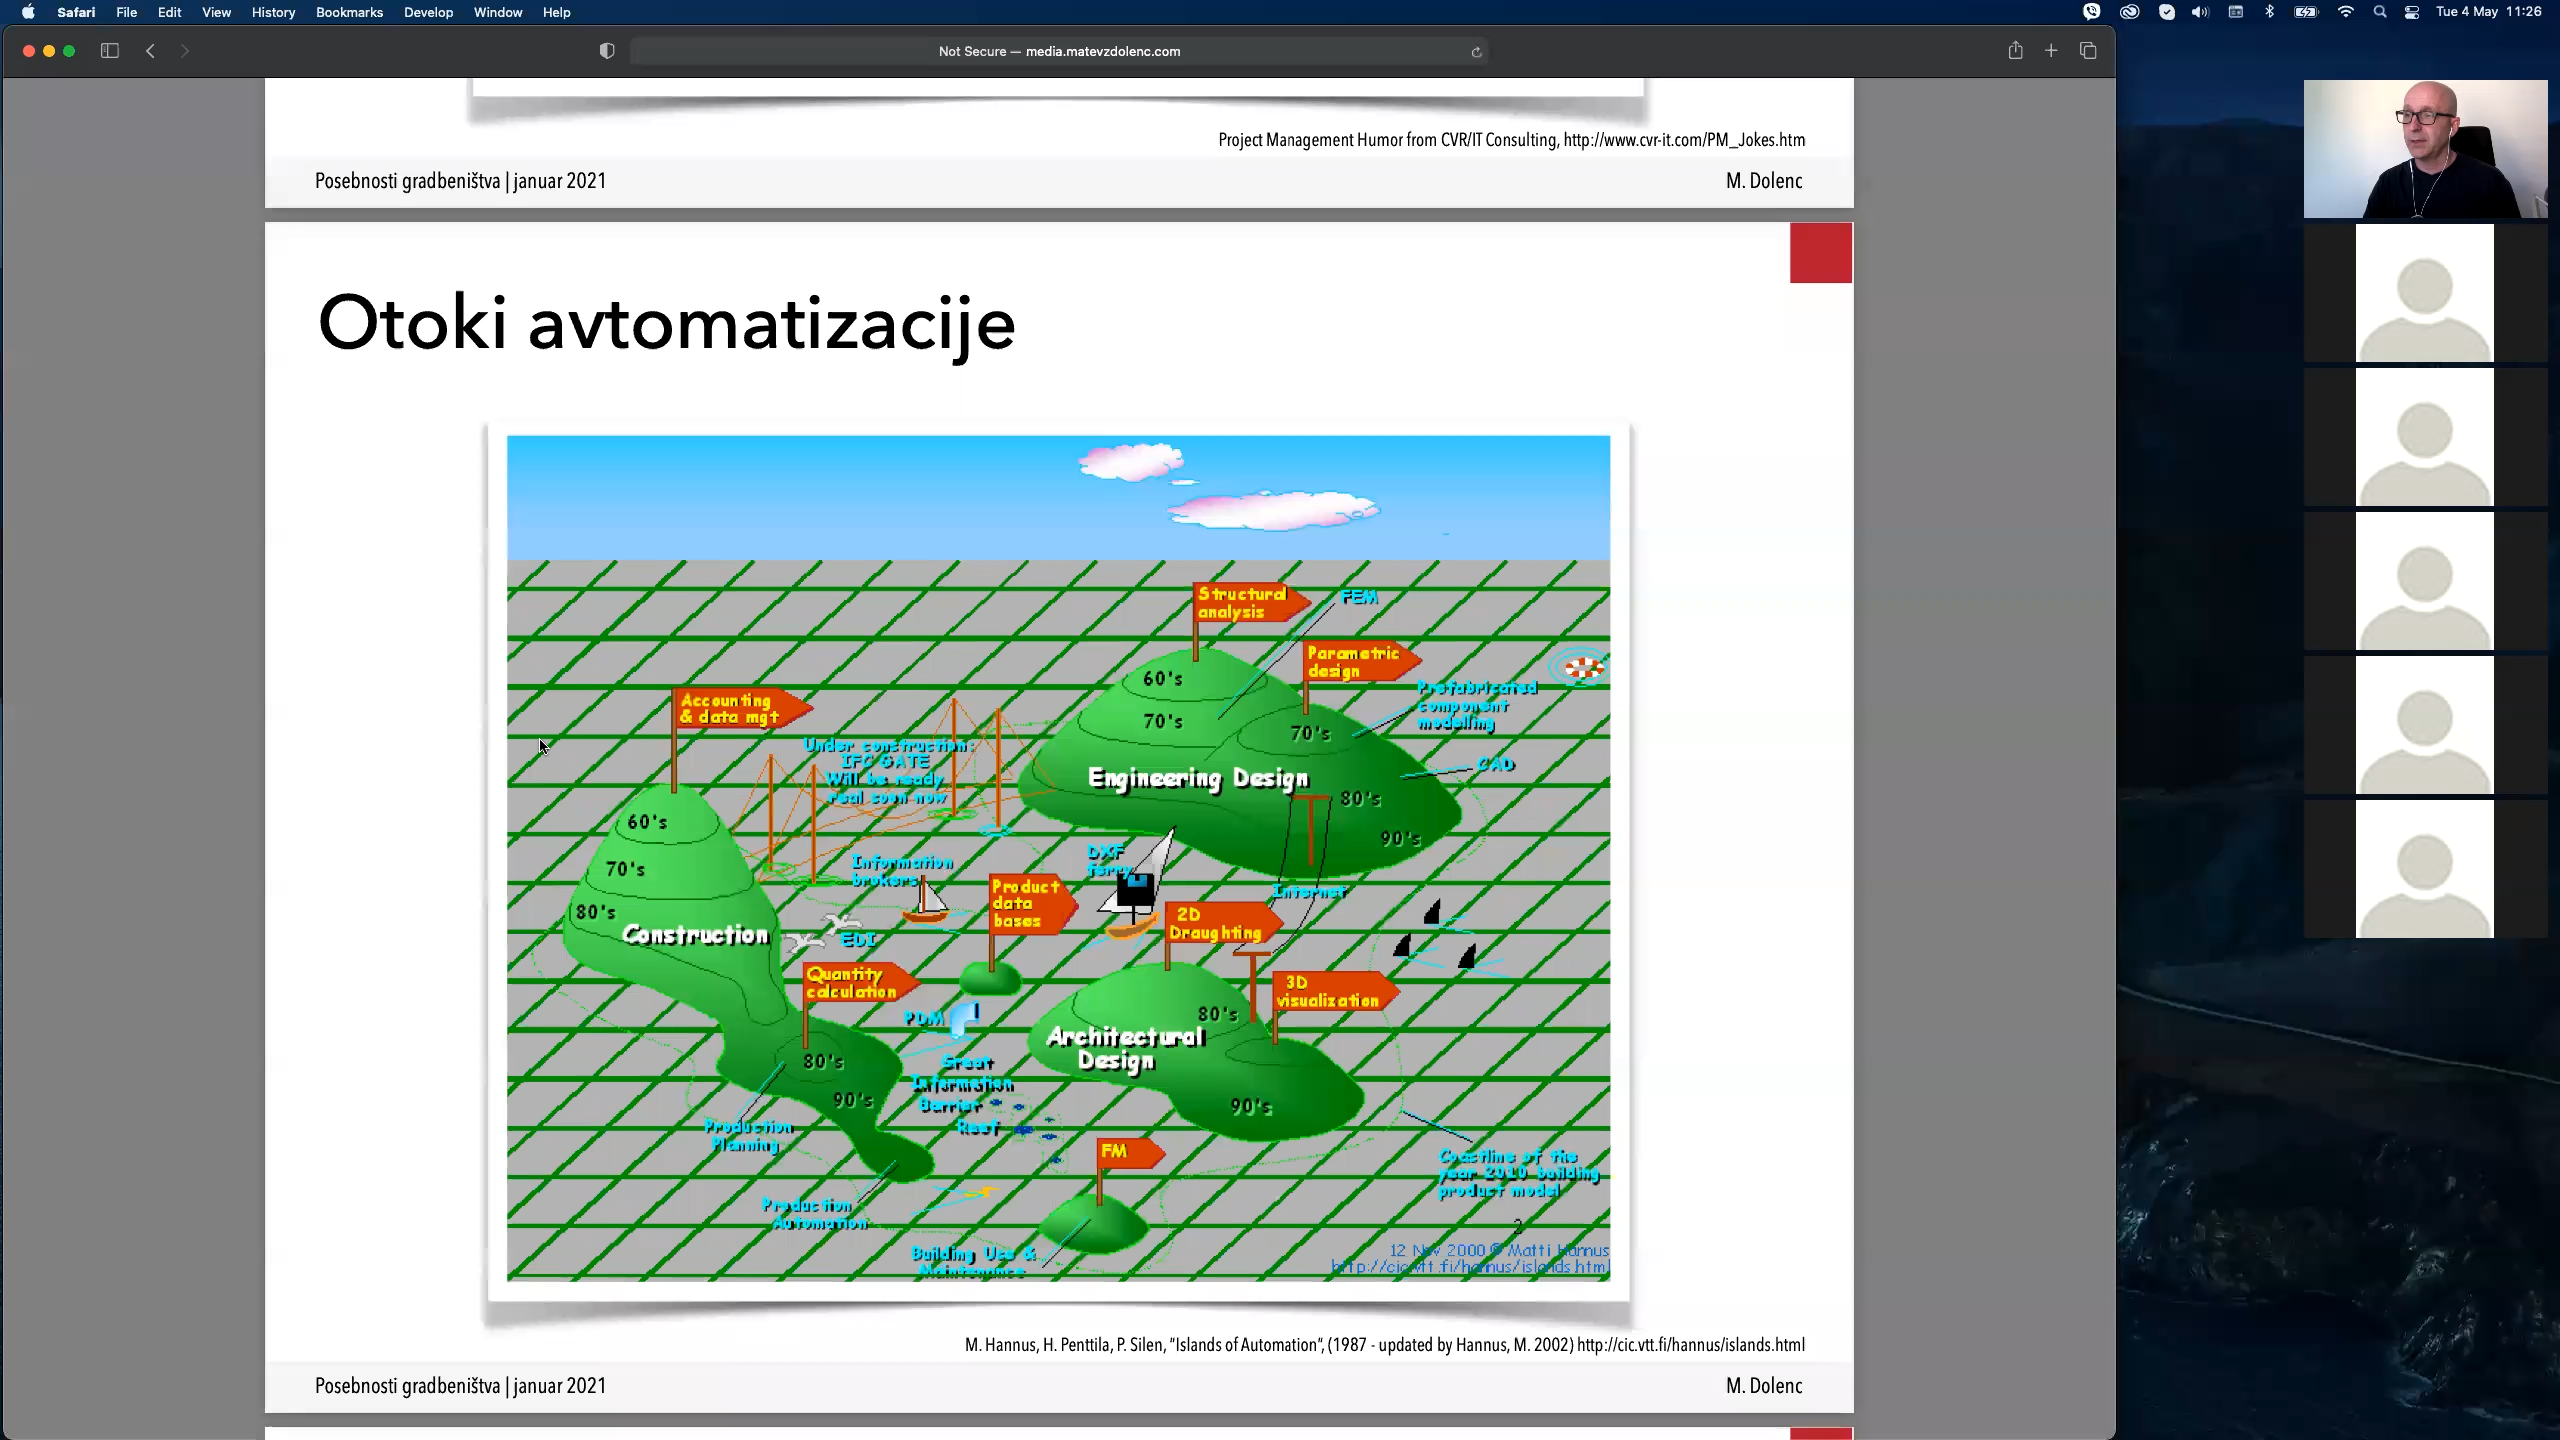 Safari File Edit View History Bookmarks Develop Window Help
Tue 4 May 11:26
Not Secure — media.matevzdolenc.com
Project Management Humor from CVR/IT Consulting, http://www.cvr-it.com/PM_Jokes.htm
Posebnosti gradbeništva | januar 2021
M. Dolenc
Otoki avtomatizacije
Structural
analysis
FEM
Parametric
design
Prefabricated
component
modelling
CAD
60's
70's
70's
Engineering Design
80's
90's
Accounting
& data mgt
Under construction:
IFC GATE
Will be ready
real soon now
60's
70's
80's
Construction
Information
brokers
EDI
Product
data
bases
DXF
ferry
Internet
2D
Draughting
3D
visualization
Quantity
calculation
PDM
80's
Architectural
Design
90's
80's
90's
Great
Information
Barrier
Reef
Production
Planning
Production
Automation
FM
Building Use &
Maintenance
Coastline of the
year 2010 building
product model
2
12 Nov 2000 © Matti Hannus
http://cic.vtt.fi/hannus/islands.html
M. Hannus, H. Penttila, P. Silen, "Islands of Automation", (1987 - updated by Hannus, M. 2002) http://cic.vtt.fi/hannus/islands.html
Posebnosti gradbeništva | januar 2021
M. Dolenc